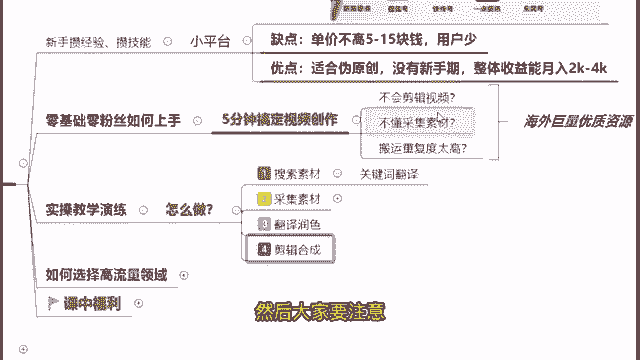 新手攒经验、攒技能
小平台
缺点：单价不高5-15块钱，用户少
优点：适合伪原创，没有新手期，整体收益能月入2k-4k
零基础零粉丝如何上手
5分钟搞定视频创作
不会剪辑视频？
不懂采集素材？
搬运重复度太高？
海外巨量优质资源
实操教学演练
怎么做？
1 搜索素材
关键词翻译
2 采集素材
3 翻译润色
4 剪辑合成
如何选择高流量领域
课中福利
然后大家要注意